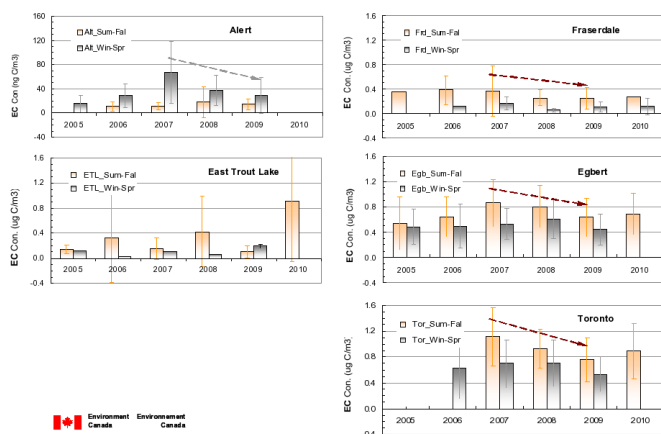 Alert
Alt_Sum-Fal
Alt_Win-Spr
EC Con (ng C/m3)
160
120
80
40
0
-40
2005 2006 2007 2008 2009 2010
Fraserdale
Frd_Sum-Fal
Frd_Win-Spr
EC Con. (ug C/m3)
1.6
1.2
0.8
0.4
0.0
-0.4
2005 2006 2007 2008 2009 2010
East Trout Lake
ETL_Sum-Fal
ETL_Win-Spr
EC Con. (ug C/m3)
1.6
1.2
0.8
0.4
0.0
-0.4
2005 2006 2007 2008 2009 2010
Egbert
Egb_Sum-Fal
Egb_Win-Spr
EC Con. (ug C/m3)
1.6
1.2
0.8
0.4
0.0
-0.4
2005 2006 2007 2008 2009 2010
Toronto
Tor_Sum-Fal
Tor_Win-Spr
EC Con. (ug C/m3)
1.6
1.2
0.8
0.4
0.0
-0.4
2005 2006 2007 2008 2009 2010
Environment Environnement
Canada Canada